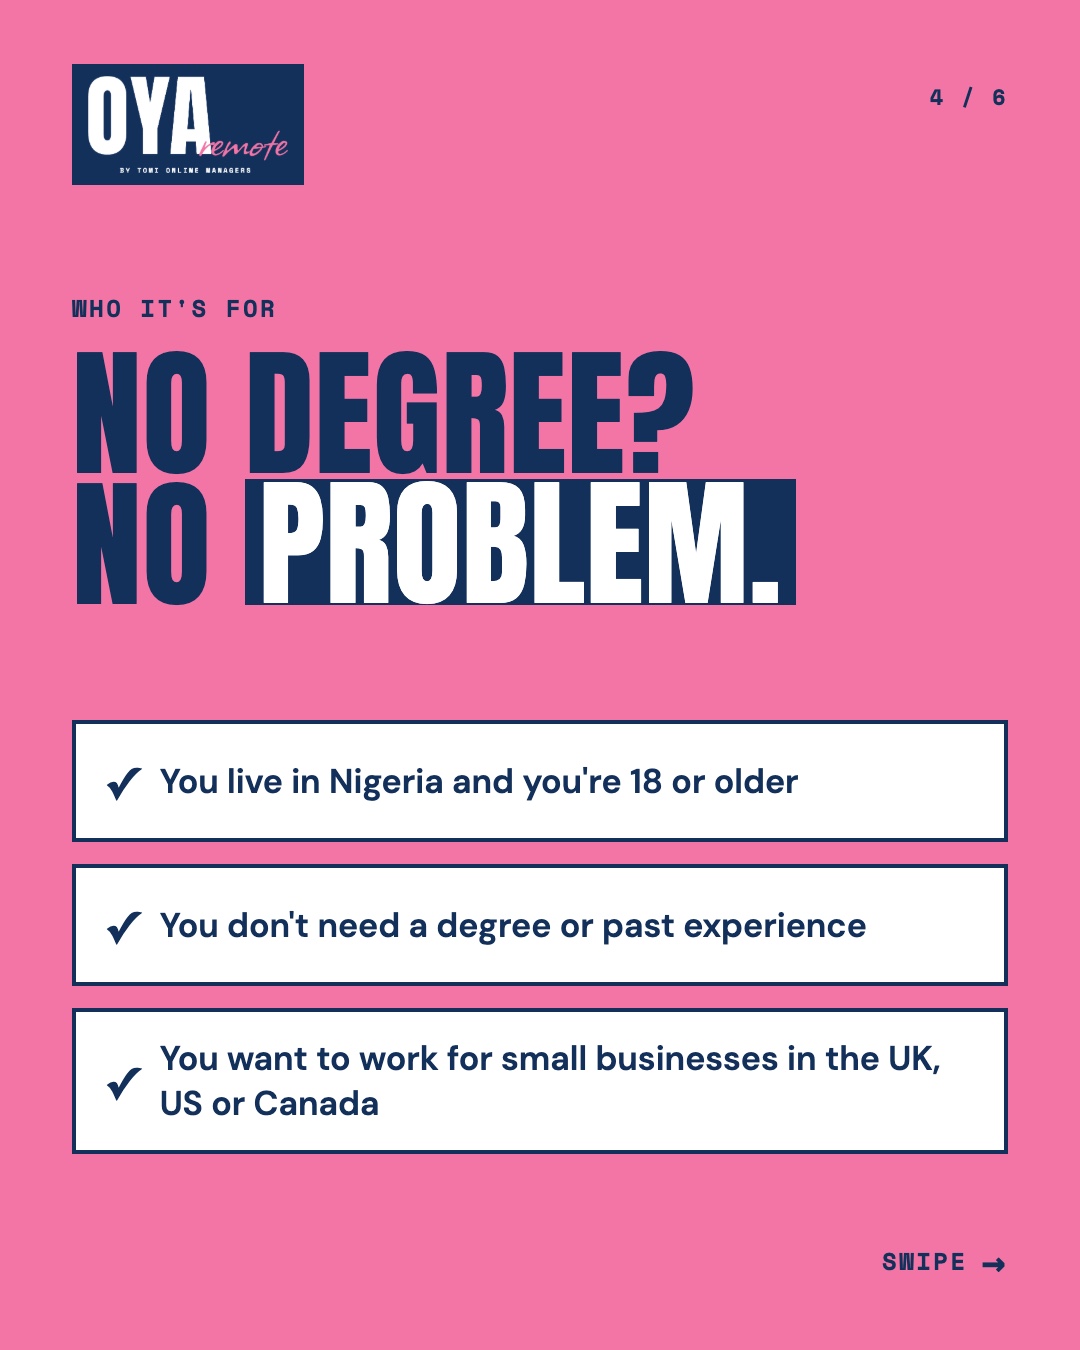 OYA
remote
BY TOMI ONLINE MANAGERS
4 / 6
WHO IT'S FOR
NO DEGREE?
NO PROBLEM.
✓ You live in Nigeria and you're 18 or older
✓ You don't need a degree or past experience
✓ You want to work for small businesses in the UK,
US or Canada
SWIPE →